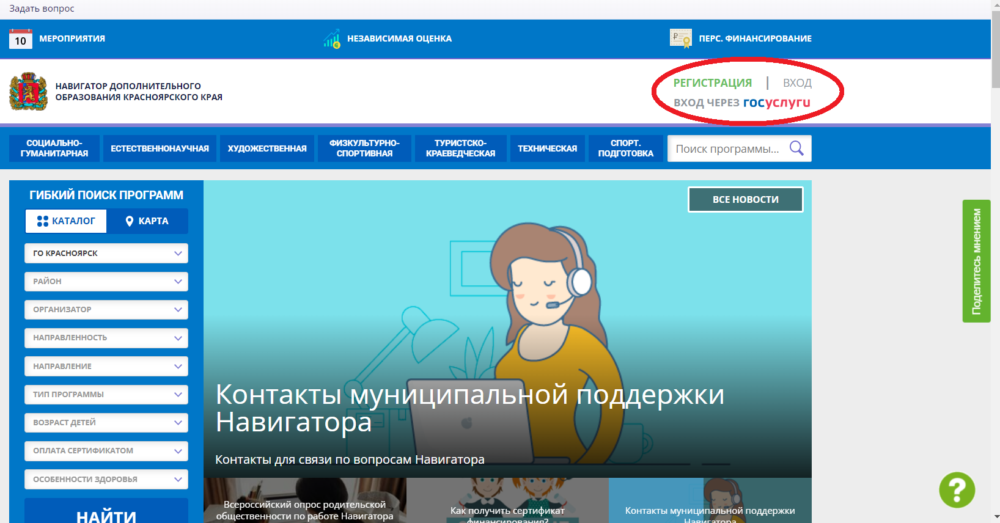 Задать вопрос
10
МЕРОПРИЯТИЯ
НЕЗАВИСИМАЯ ОЦЕНКА
ПЕРС. ФИНАНСИРОВАНИЕ
НАВИГАТОР ДОПОЛНИТЕЛЬНОГО
ОБРАЗОВАНИЯ КРАСНОЯРСКОГО КРАЯ
РЕГИСТРАЦИЯ | ВХОД
ВХОД ЧЕРЕЗ госуслуги
СОЦИАЛЬНО-
ГУМАНИТАРНАЯ
ЕСТЕСТВЕННОНАУЧНАЯ
ХУДОЖЕСТВЕННАЯ
ФИЗКУЛЬТУРНО-
СПОРТИВНАЯ
ТУРИСТСКО-
КРАЕВЕДЧЕСКАЯ
ТЕХНИЧЕСКАЯ
СПОРТ.
ПОДГОТОВКА
Поиск программы...
ГИБКИЙ ПОИСК ПРОГРАММ
КАТАЛОГ
КАРТА
ГО КРАСНОЯРСК
РАЙОН
ОРГАНИЗАТОР
НАПРАВЛЕННОСТЬ
НАПРАВЛЕНИЕ
ТИП ПРОГРАММЫ
ВОЗРАСТ ДЕТЕЙ
ОПЛАТА СЕРТИФИКАТОМ
ОСОБЕННОСТИ ЗДОРОВЬЯ
НАЙТИ
ВСЕ НОВОСТИ
Контакты муниципальной поддержки
Навигатора
Контакты для связи по вопросам Навигатора
Всероссийский опрос родительской
общественности по работе Навигатора
Как получить сертификат
финансирования?
Контакты муниципальной поддержки
Навигатора
Поделитесь мнением
?